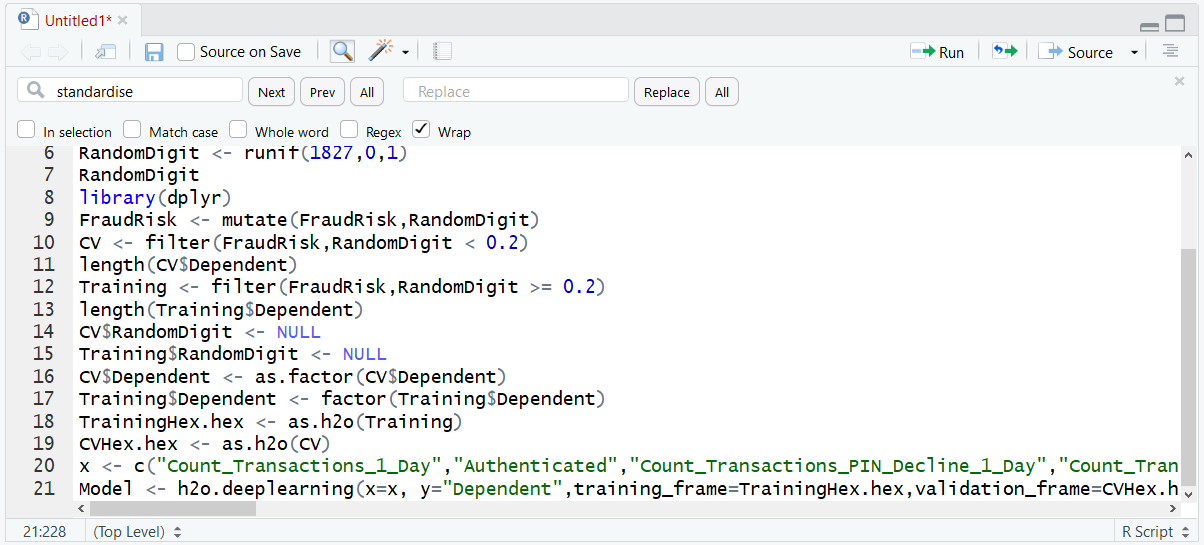 Untitled1*
Source on Save Run Source
standardise Next Prev All Replace Replace All
In selection Match case Whole word Regex Wrap
6 RandomDigit <- runif(1827,0,1)
7 RandomDigit
8 library(dplyr)
9 FraudRisk <- mutate(FraudRisk,RandomDigit)
10 CV <- filter(FraudRisk,RandomDigit < 0.2)
11 length(CV$Dependent)
12 Training <- filter(FraudRisk,RandomDigit >= 0.2)
13 length(Training$Dependent)
14 CV$RandomDigit <- NULL
15 Training$RandomDigit <- NULL
16 CV$Dependent <- as.factor(CV$Dependent)
17 Training$Dependent <- factor(Training$Dependent)
18 TrainingHex.hex <- as.h2o(Training)
19 CVHex.hex <- as.h2o(CV)
20 x <- c("Count_Transactions_1_Day","Authenticated","Count_Transactions_PIN_Decline_1_Day","Count_Tran
21 Model <- h2o.deeplearning(x=x, y="Dependent",training_frame=TrainingHex.hex,validation_frame=CVHex.h
21:228 (Top Level) R Script